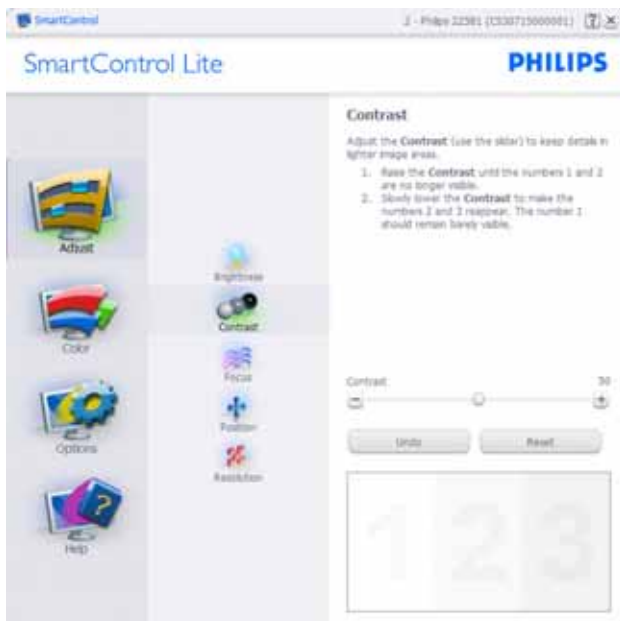 SmartControl
SmartControl Lite
PHILIPS
Adjust
Color
Options
Help
Brightness
Contrast
Focus
Position
Resolution
Contrast
Adjust the Contrast (use the slider) to keep details in
lighter image areas.
1. Raise the Contrast until the numbers 1 and 2
are no longer visible.
2. Slowly lower the Contrast to make the
numbers 2 and 3 reappear. The number 1
should remain barely visible.
Contrast 50
Undo Reset
1 2 3